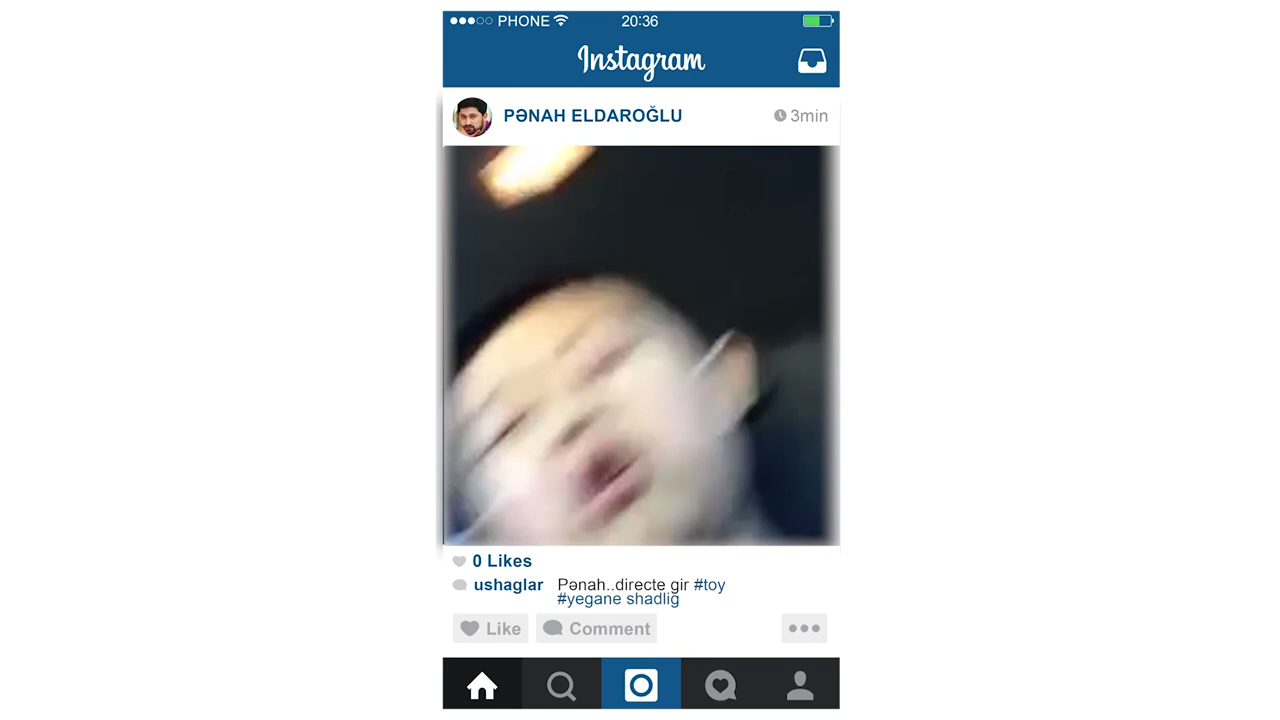 PHONE 20:36
Instagram
PƏNAH ELDAROĞLU 3min
0 Likes
ushaglar Pənah..directe gir #toy
#yegane shadlig
Like Comment